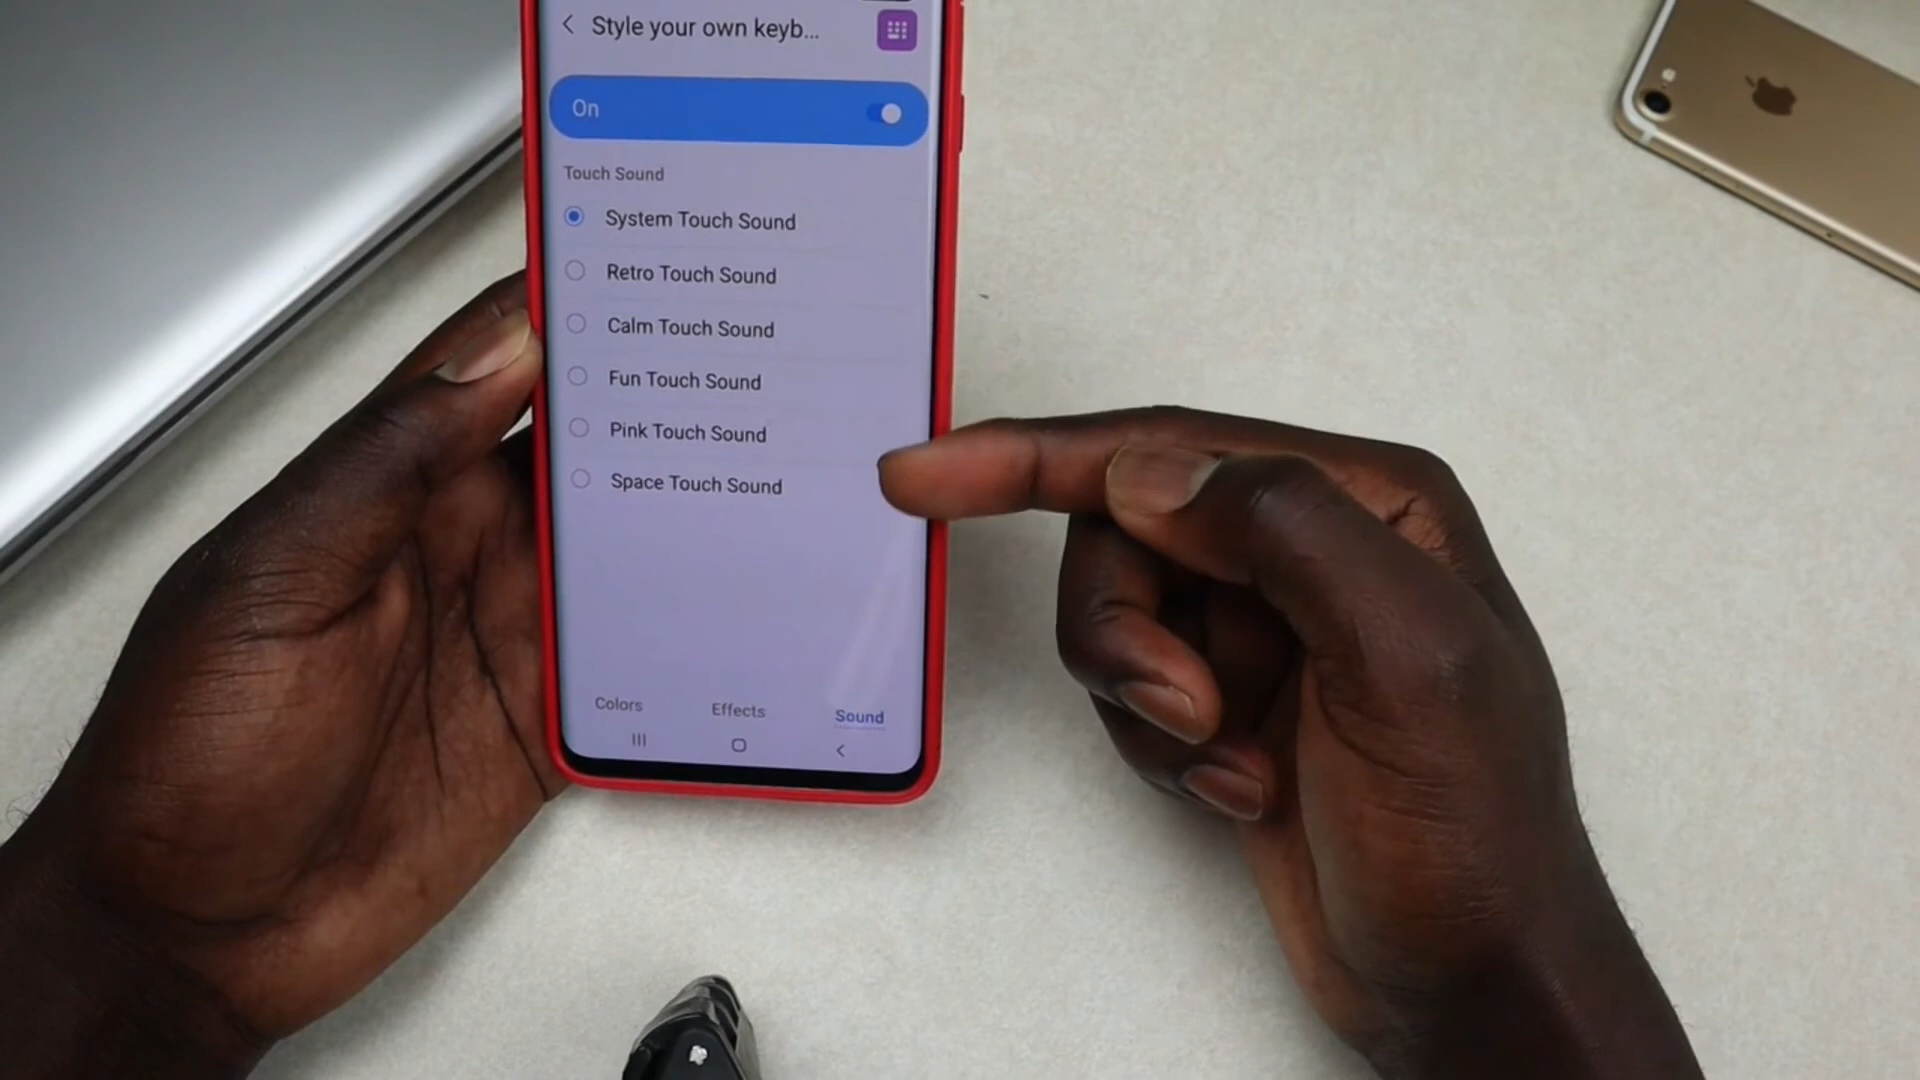 Style your own keyb...
On
Touch Sound
System Touch Sound
Retro Touch Sound
Calm Touch Sound
Fun Touch Sound
Pink Touch Sound
Space Touch Sound
Colors Effects Sound